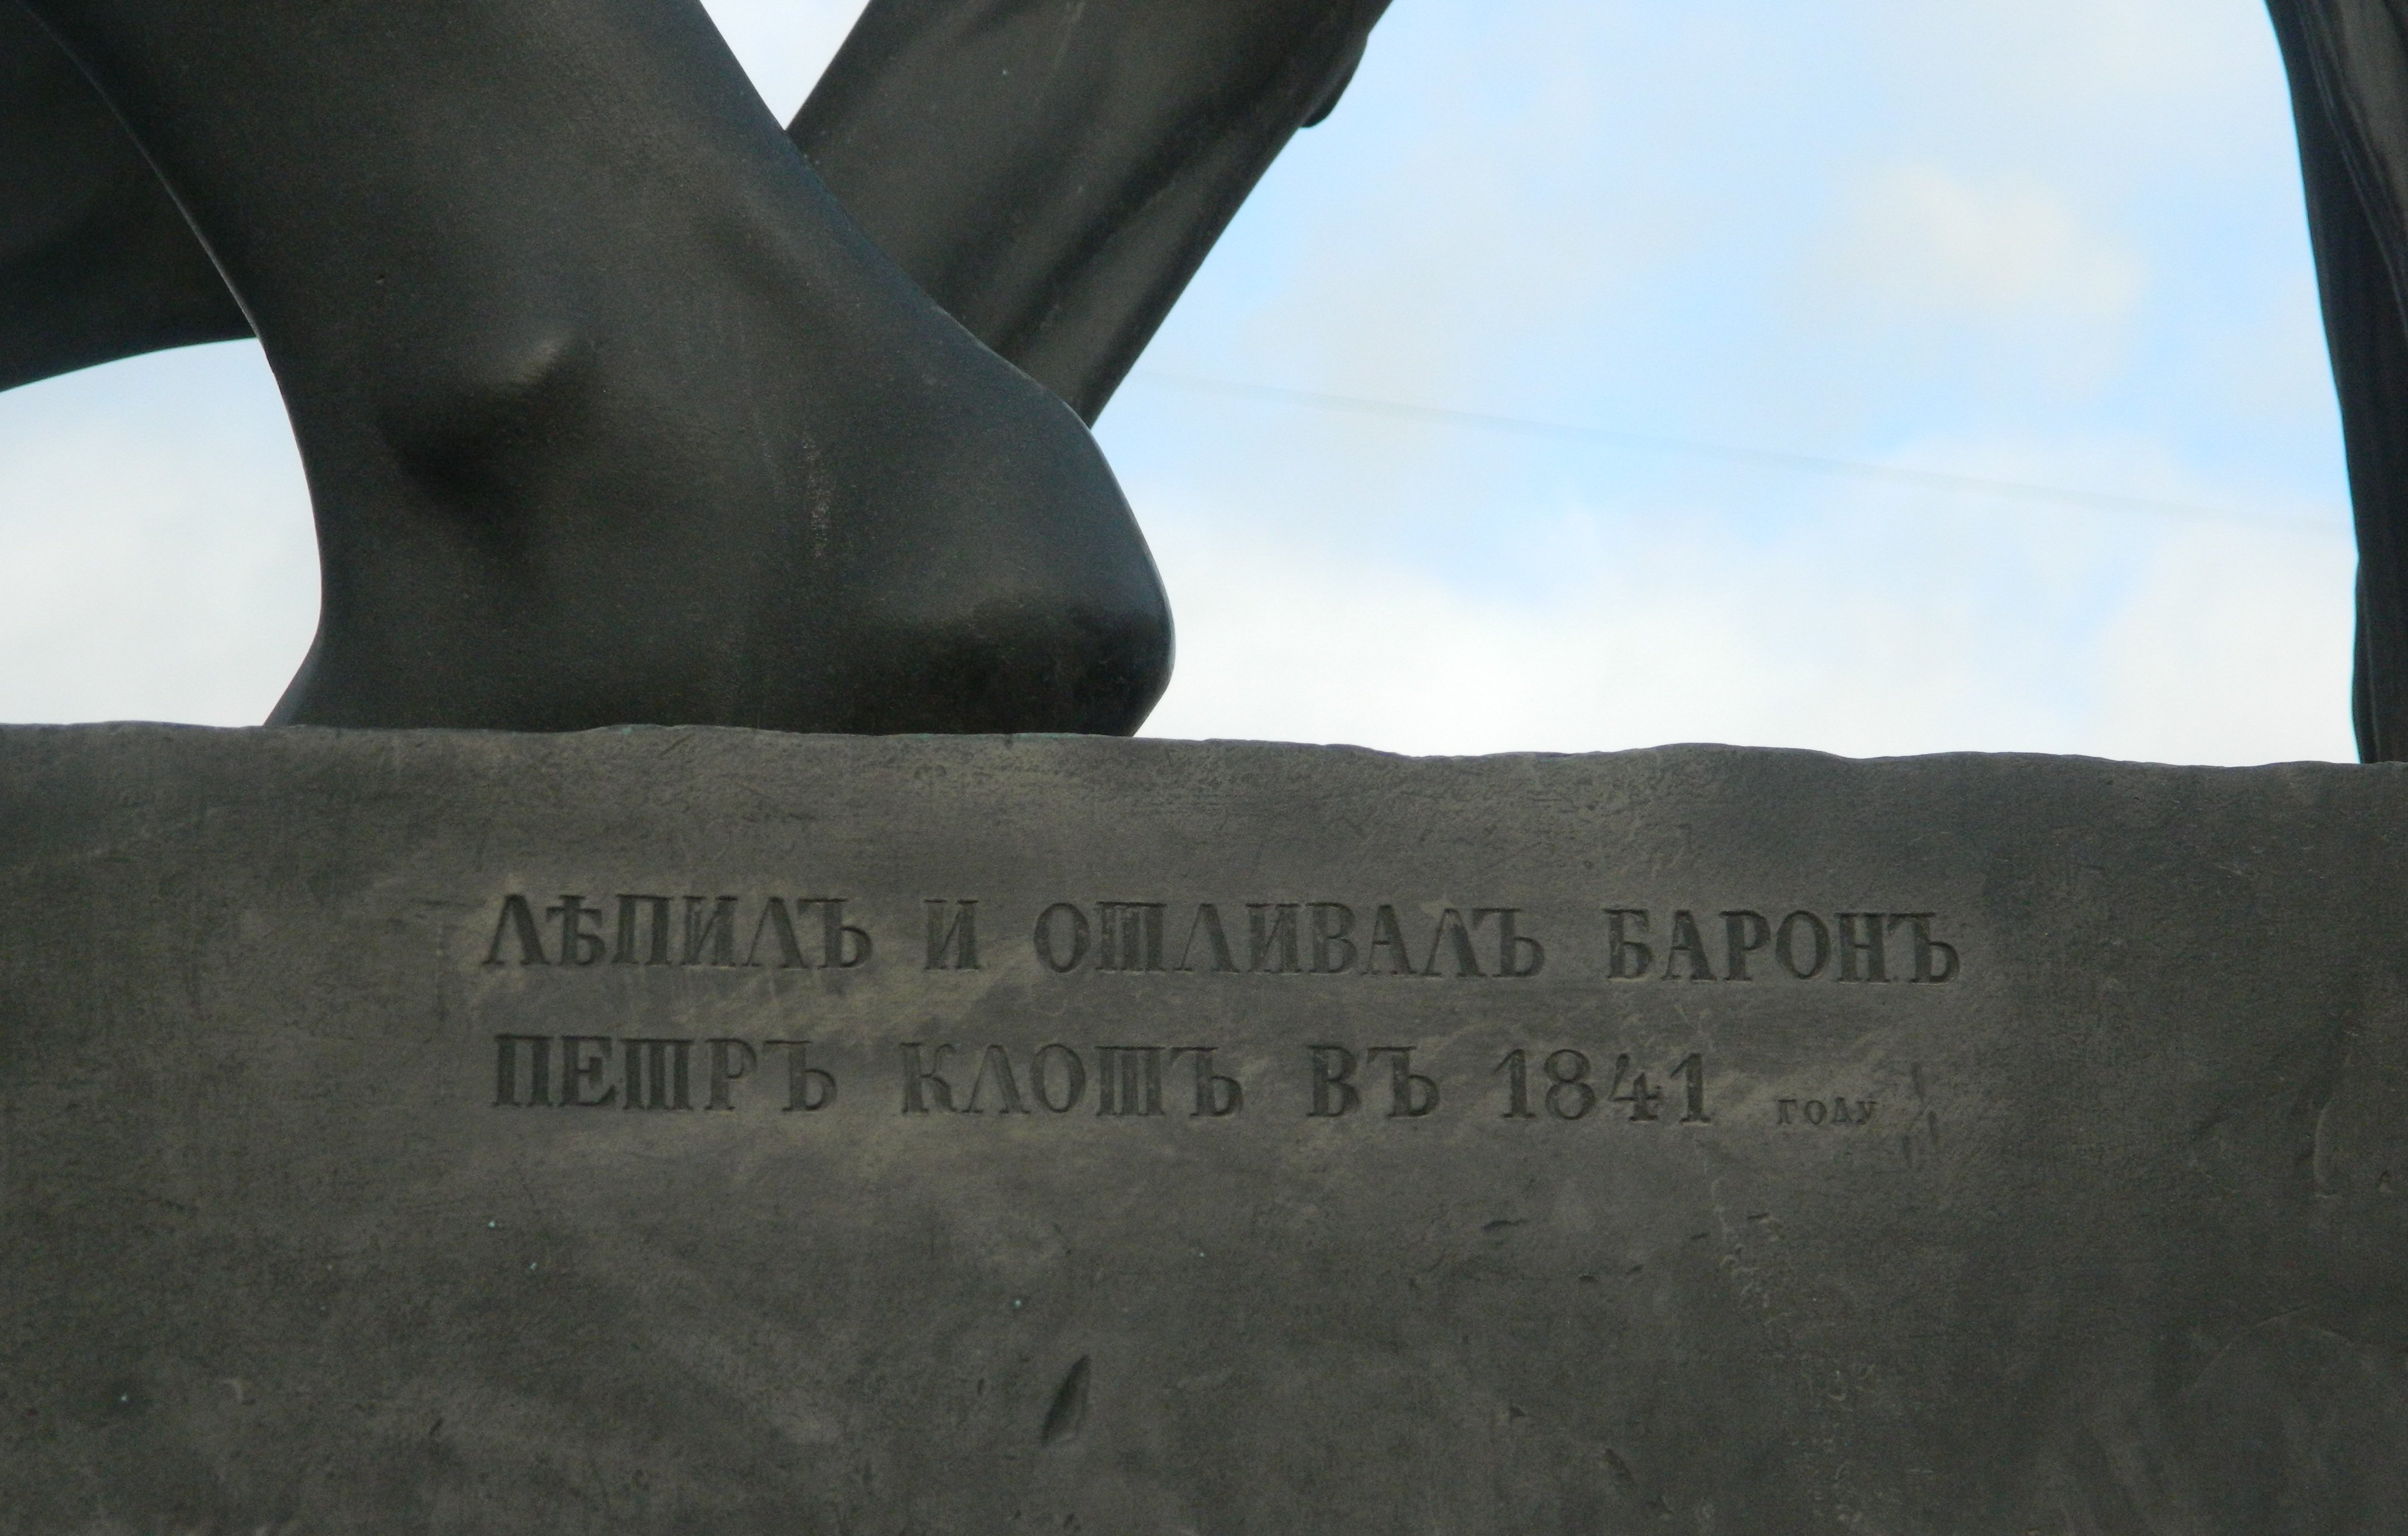 ЛѢПИЛЪ И ОТЛИВАЛЪ БАРОНЪ
ПЕТРЪ КЛОТЪ ВЪ 1841 ГОДУ